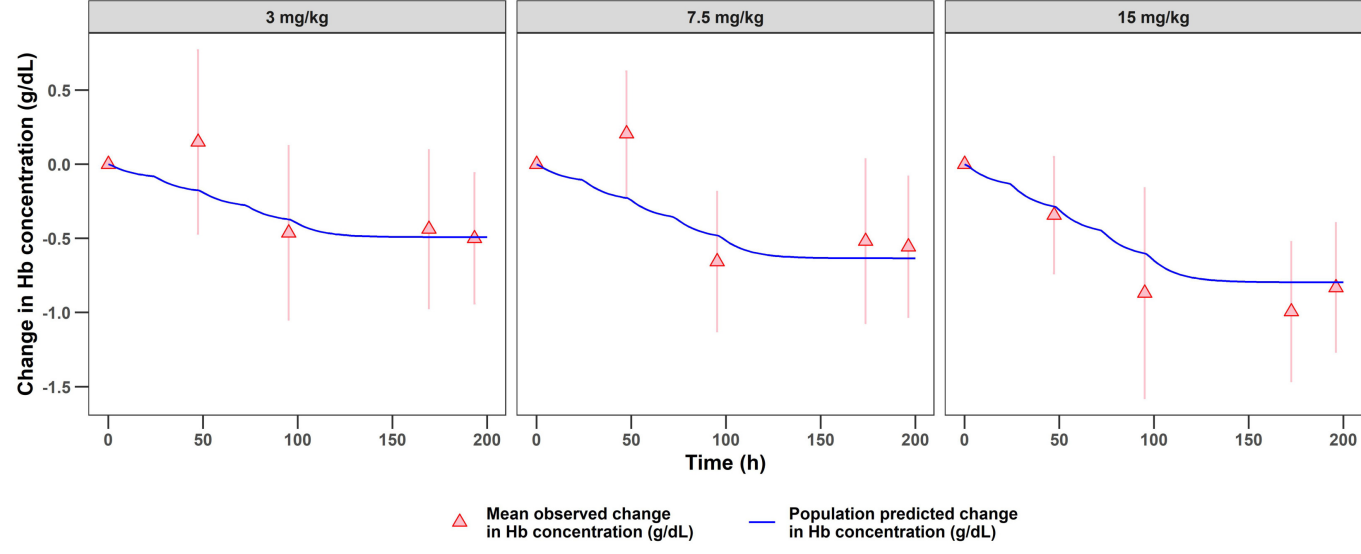 3 mg/kg
7.5 mg/kg
15 mg/kg
Change in Hb concentration (g/dL)
0.5
0.0
-0.5
-1.0
-1.5
0 50 100 150 200
0 50 100 150 200
0 50 100 150 200
Time (h)
Mean observed change
in Hb concentration (g/dL)
Population predicted change
in Hb concentration (g/dL)